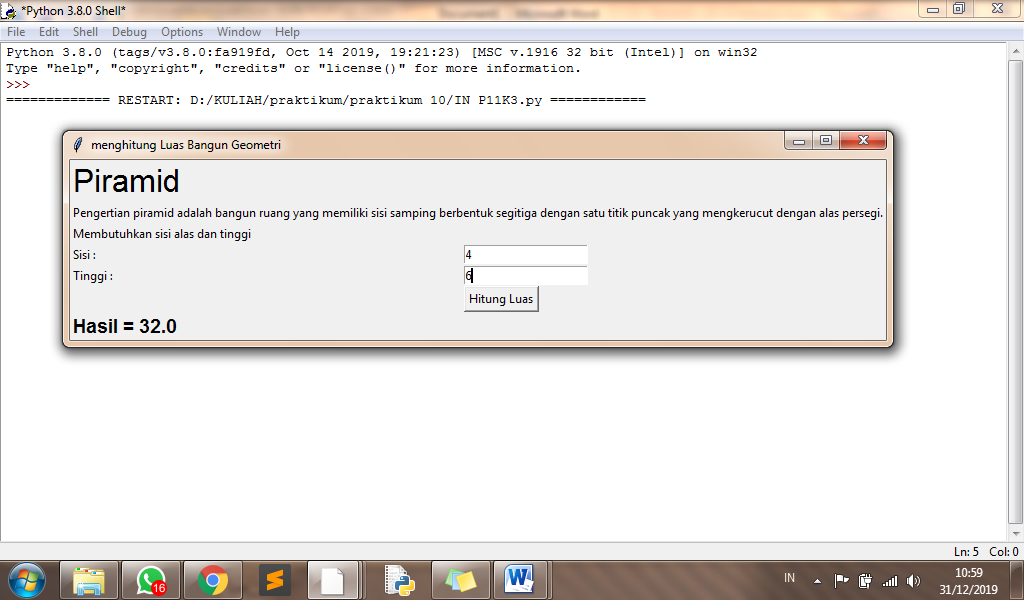 *Python 3.8.0 Shell*
File Edit Shell Debug Options Window Help
Python 3.8.0 (tags/v3.8.0:fa919fd, Oct 14 2019, 19:21:23) [MSC v.1916 32 bit (Intel)] on win32
Type "help", "copyright", "credits" or "license()" for more information.
>>>
============= RESTART: D:/KULIAH/praktikum/praktikum 10/IN P11K3.py ============
menghitung Luas Bangun Geometri
Piramid
Pengertian piramid adalah bangun ruang yang memiliki sisi samping berbentuk segitiga dengan satu titik puncak yang mengkerucut dengan alas persegi.
Membutuhkan sisi alas dan tinggi
Sisi : 4
Tinggi : 6
Hitung Luas
Hasil = 32.0
Ln: 5 Col: 0
16
IN
10:59
31/12/2019